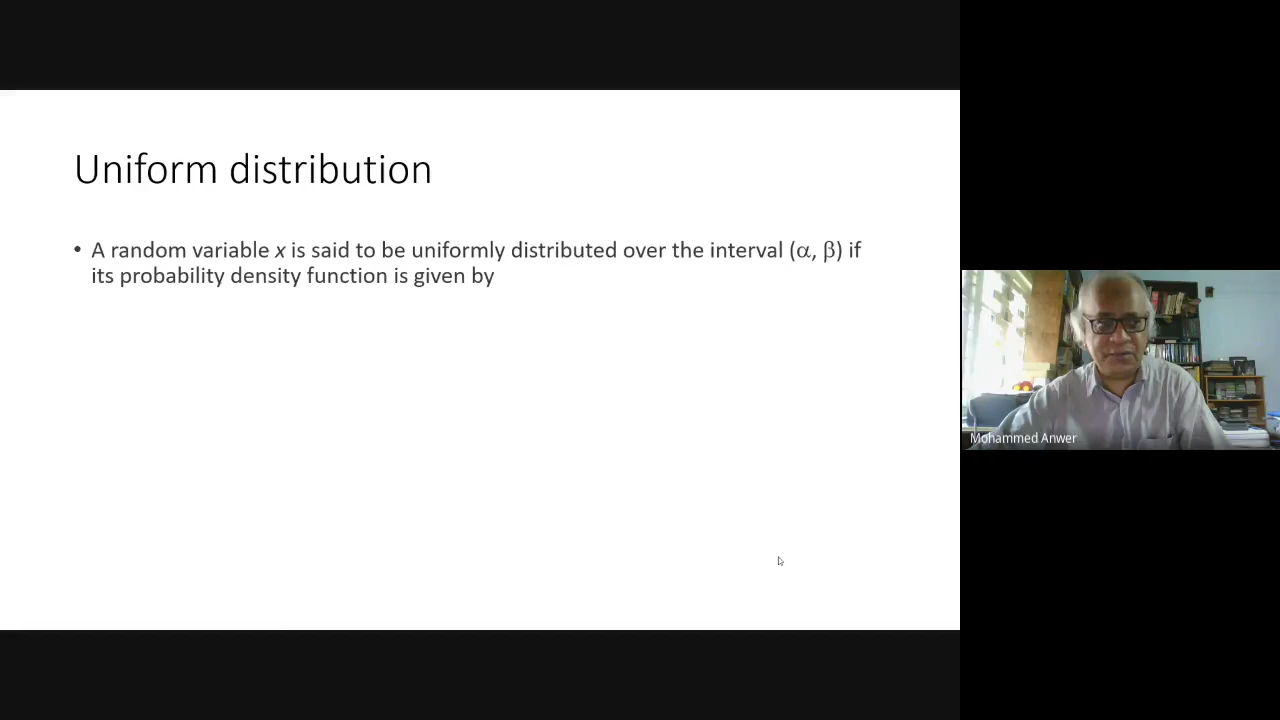 Uniform distribution
• A random variable x is said to be uniformly distributed over the interval (α, β) if
its probability density function is given by
Mohammed Anwer